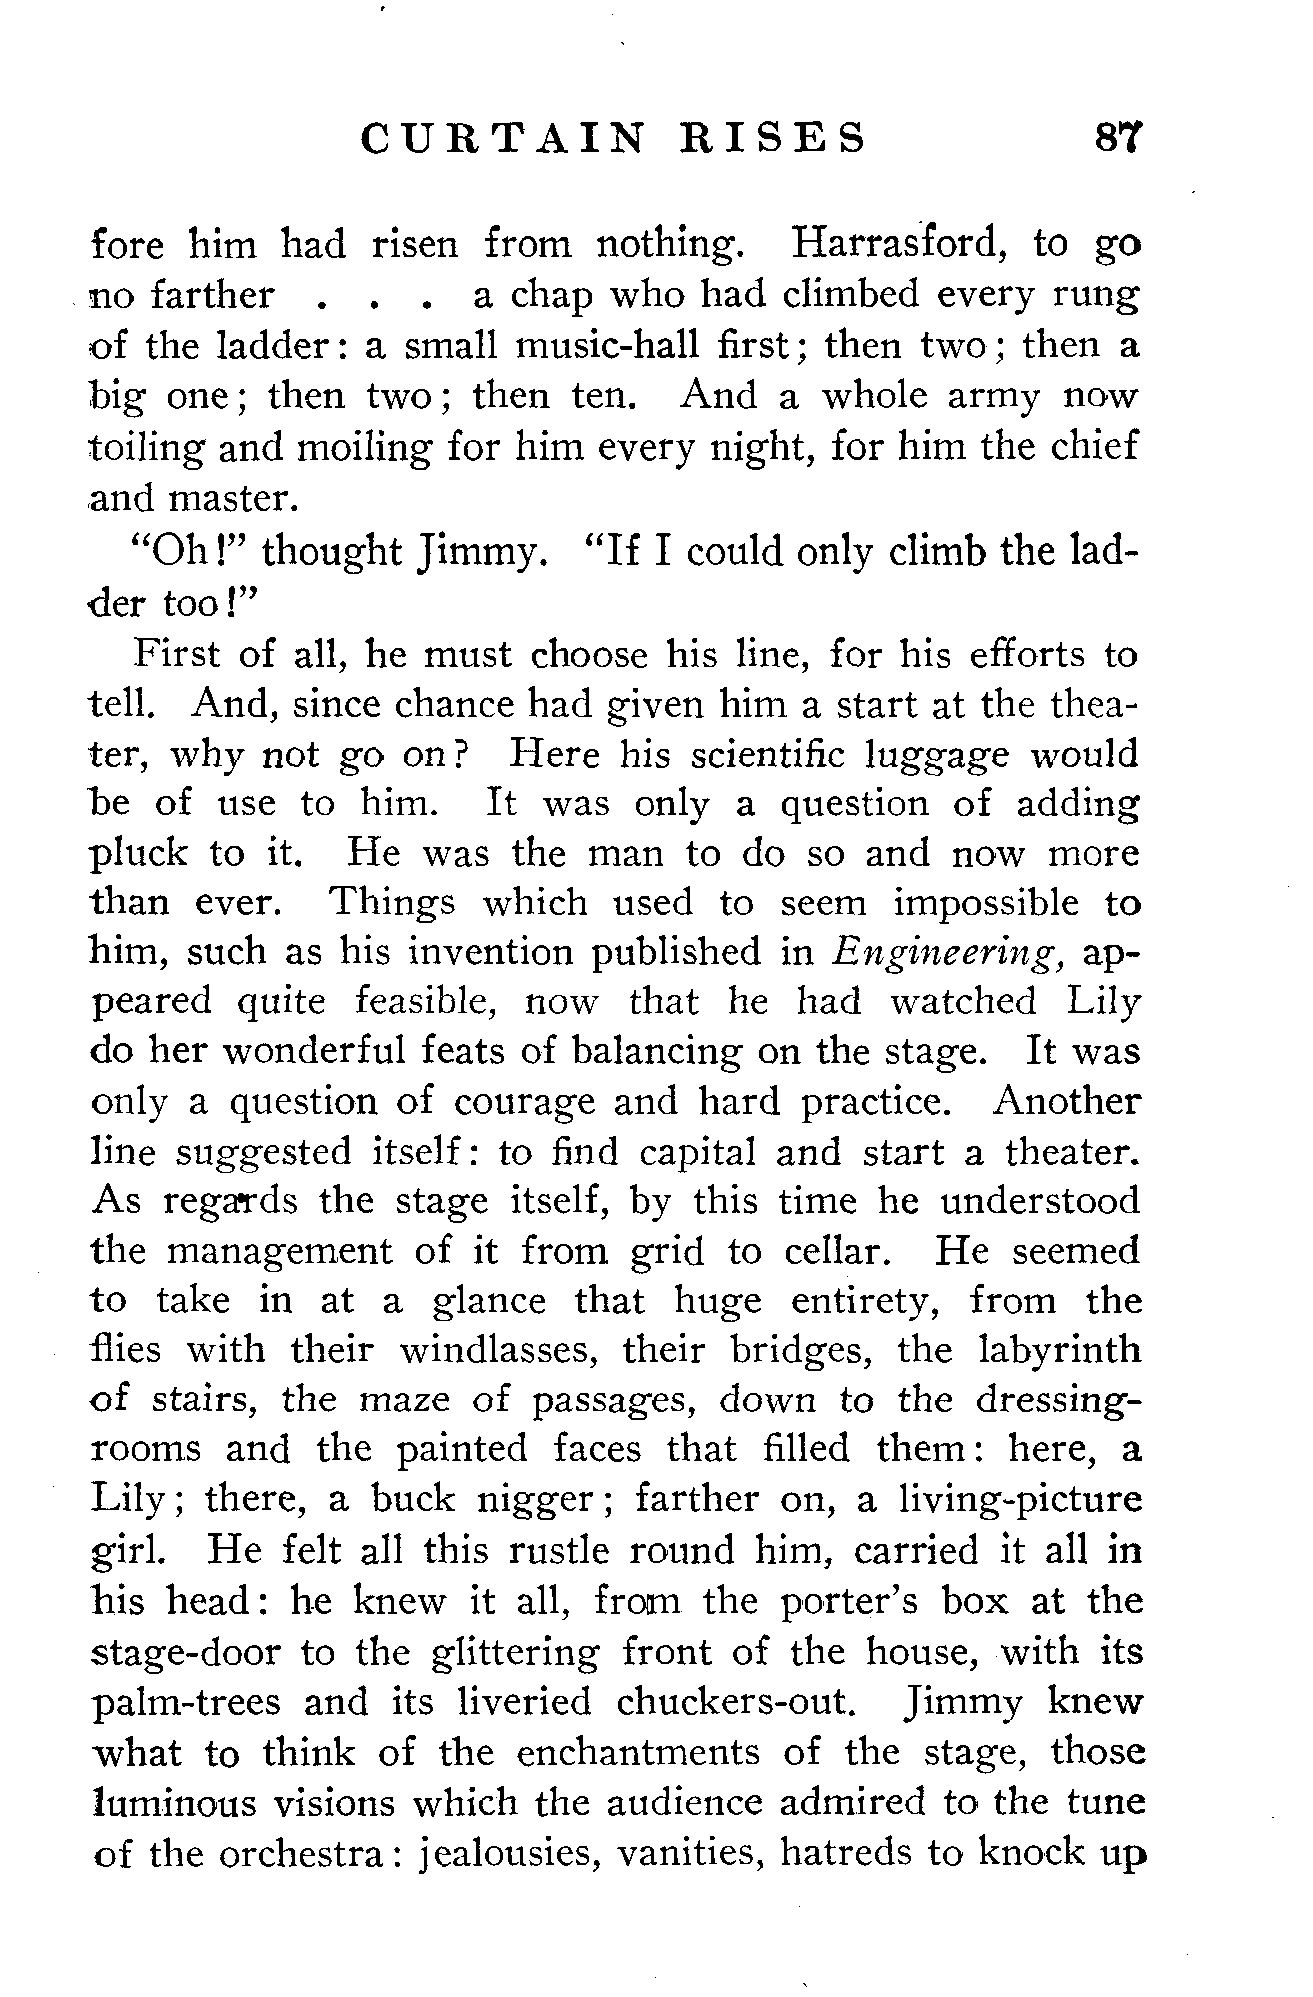 CURTAIN RISES 87
fore him had risen from nothing. Harrasford, to go
no farther . . . a chap who had climbed every rung
of the ladder: a small music-hall first; then two; then a
big one; then two; then ten. And a whole army now
toiling and moiling for him every night, for him the chief
and master.
"Oh!" thought Jimmy. "If I could only climb the lad-
der too!"
First of all, he must choose his line, for his efforts to
tell. And, since chance had given him a start at the thea-
ter, why not go on? Here his scientific luggage would
be of use to him. It was only a question of adding
pluck to it. He was the man to do so and now more
than ever. Things which used to seem impossible to
him, such as his invention published in Engineering, ap-
peared quite feasible, now that he had watched Lily
do her wonderful feats of balancing on the stage. It was
only a question of courage and hard practice. Another
line suggested itself: to find capital and start a theater.
As regards the stage itself, by this time he understood
the management of it from grid to cellar. He seemed
to take in at a glance that huge entirety, from the
flies with their windlasses, their bridges, the labyrinth
of stairs, the maze of passages, down to the dressing-
rooms and the painted faces that filled them: here, a
Lily; there, a buck nigger; farther on, a living-picture
girl. He felt all this rustle round him, carried it all in
his head: he knew it all, from the porter's box at the
stage-door to the glittering front of the house, with its
palm-trees and its liveried chuckers-out. Jimmy knew
what to think of the enchantments of the stage, those
luminous visions which the audience admired to the tune
of the orchestra: jealousies, vanities, hatreds to knock up